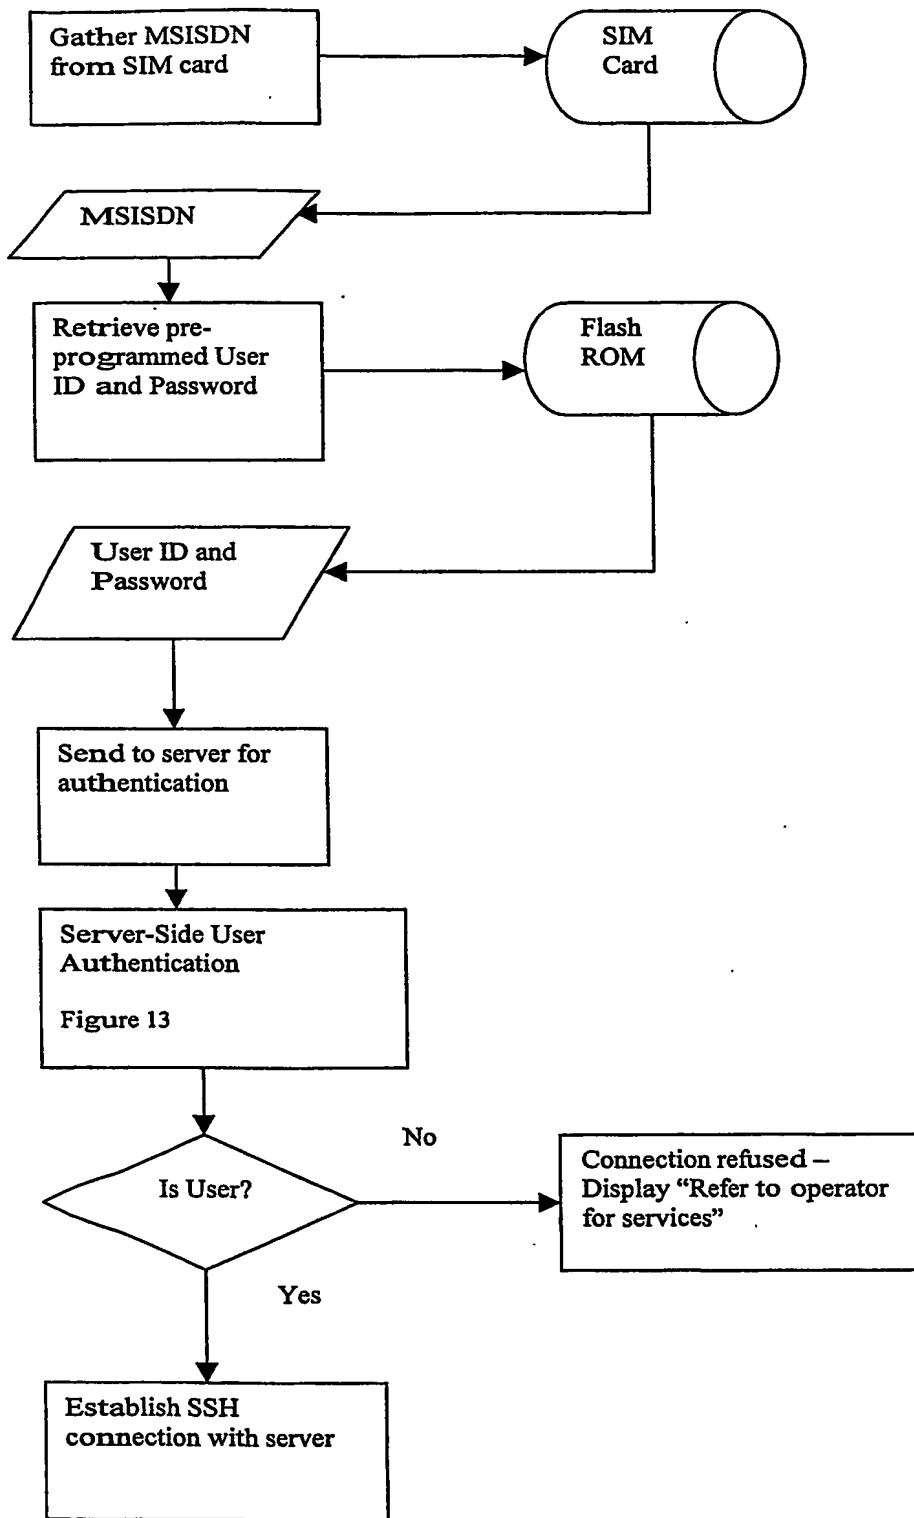 Gather MSISDN
from SIM card
SIM
Card
MSISDN
Retrieve pre-
programmed User
ID and Password
Flash
ROM
User ID and
Password
Send to server for
authentication
Server-Side User
Authentication
Figure 13
Is User?
No
Connection refused –
Display “Refer to operator
for services”
Yes
Establish SSH
connection with server